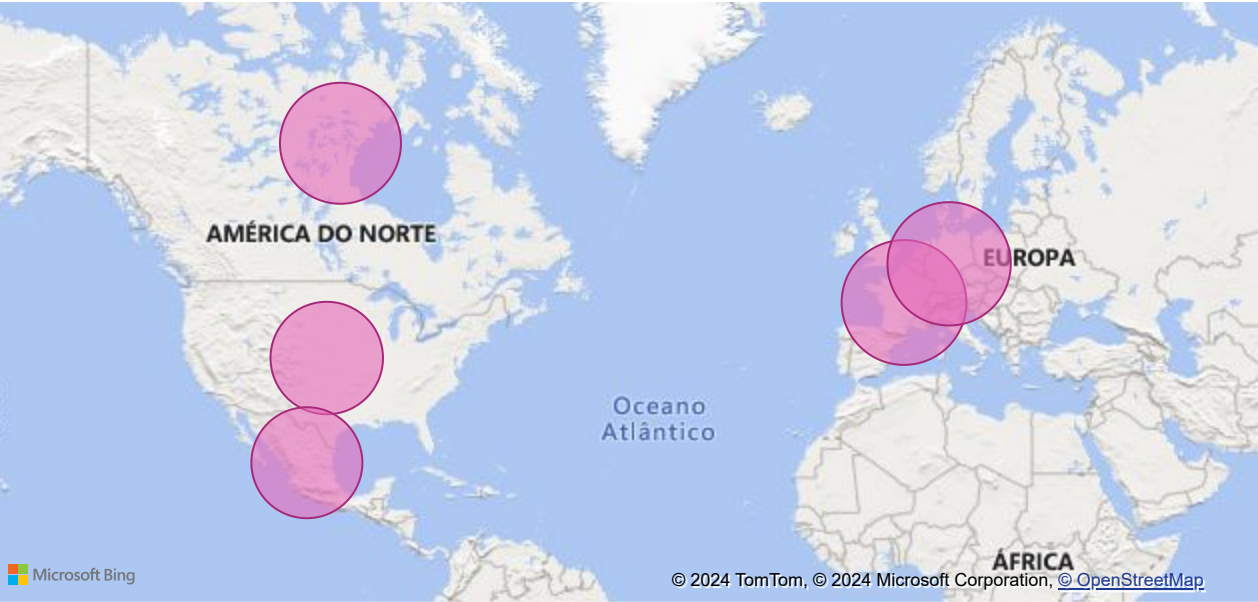 AMÉRICA DO NORTE
EUROPA
Oceano
Atlântico
ÁFRICA
Microsoft Bing
© 2024 TomTom, © 2024 Microsoft Corporation, © OpenStreetMap